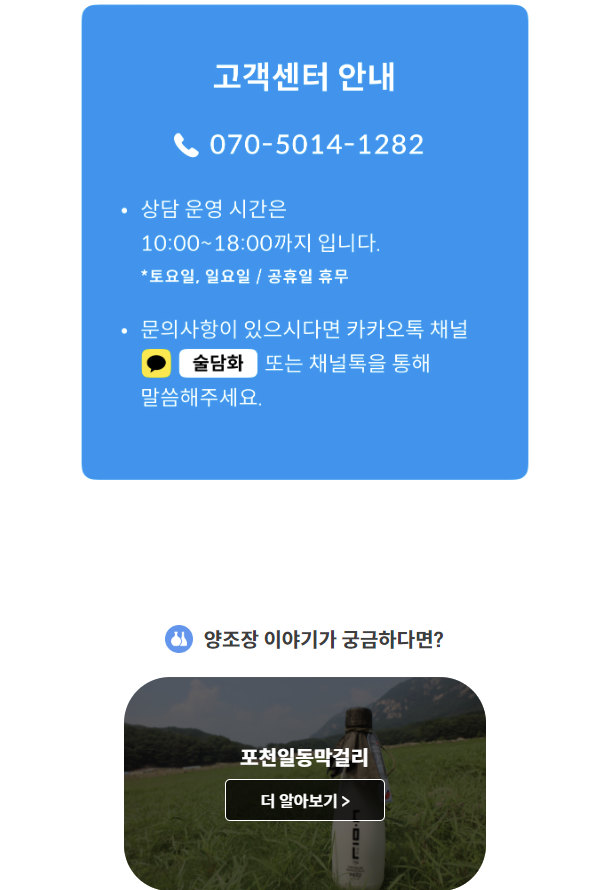 고객센터 안내
070-5014-1282
• 상담 운영 시간은
10:00~18:00까지 입니다.
*토요일, 일요일 / 공휴일 휴무
• 문의사항이 있으시다면 카카오톡 채널
술담화 또는 채널톡을 통해
말씀해주세요.
양조장 이야기가 궁금하다면?
포천일동막걸리
더 알아보기 >